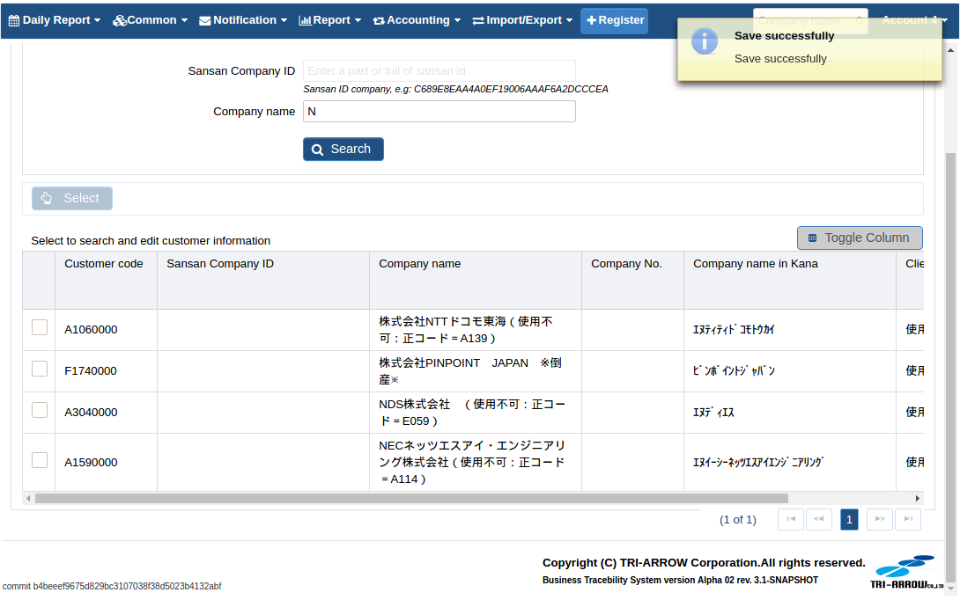 Daily Report Common Notification Report Accounting Import/Export Register Company name Account 4
Save successfully
Save successfully
Sansan Company ID Enter a part or full of sansan id
Sansan ID company, e.g: C689E8EAA4A0EF19006AAAF6A2DCCCEA
Company name N
Search
Select
Select to search and edit customer information
Toggle Column
Customer code Sansan Company ID Company name Company No. Company name in Kana Clie
A1060000 株式会社NTTドコモ東海（使用不 ｴﾇﾃｨﾃｨﾄﾞｺﾓﾄｳｶｲ 使用
可：正コード＝A139）
F1740000 株式会社PINPOINT　JAPAN　※倒 ﾋﾟﾝﾎﾟｲﾝﾄｼﾞｬﾊﾟﾝ 使用
産※
A3040000 NDS株式会社　（使用不可：正コー ｴﾇﾃﾞｨｴｽ 使用
ド＝E059）
A1590000 NECネッツエスアイ・エンジニアリ ｴﾇｲｰｼｰﾈｯﾂｴｽｱｲｴﾝｼﾞﾆｱﾘﾝｸﾞ 使用
ング株式会社（使用不可：正コード
＝A114）
(1 of 1) 1
Copyright (C) TRI-ARROW Corporation.All rights reserved.
Business Tracebility System version Alpha 02 rev. 3.1-SNAPSHOT
TRI-ARROW Co.,LTD
commit b4beeef9675d829bc3107038f38d5023b4132abf